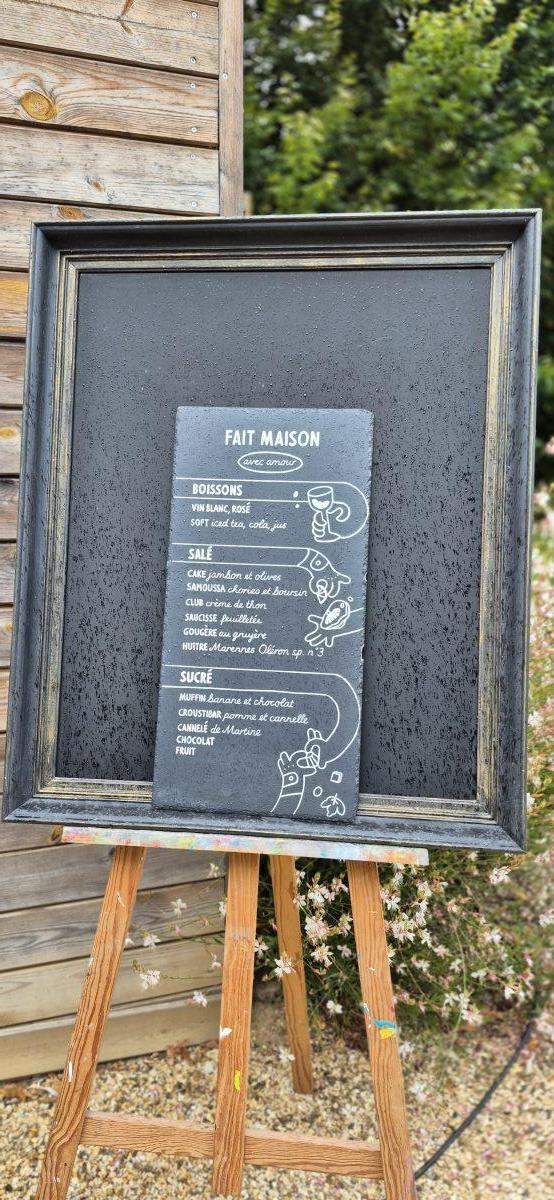 FAIT MAISON
avec amour
BOISSONS
VIN BLANC, ROSÉ
SOFT iced tea, cola, jus
SALÉ
CAKE jambon et olives
SAMOUSSA chorizo et boursin
CLUB crème de thon
SAUCISSE feuilletée
GOUGÈRE au gruyère
HUITRE Marennes Oléron sp. n°3
SUCRÉ
MUFFIN banane et chocolat
CROUSTIBAR pomme et cannelle
CANNELÉ de Martine
CHOCOLAT
FRUIT